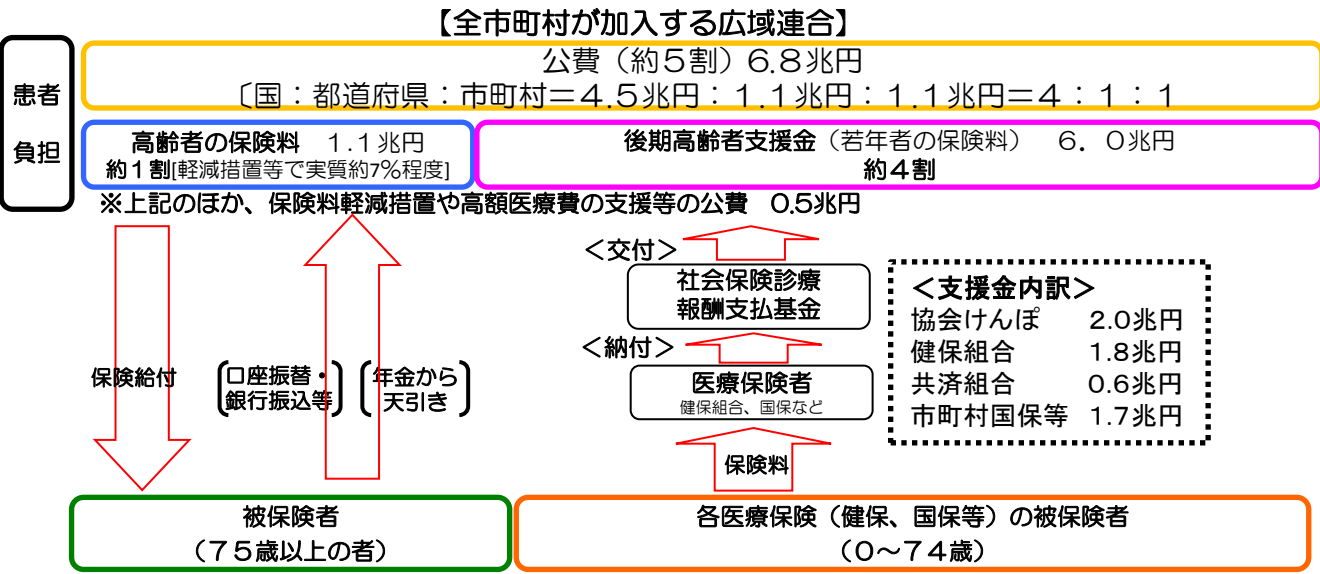 【全市町村が加入する広域連合】
患者
負担
公費（約５割）６.８兆円
〔国：都道府県：市町村＝４.５兆円：１.１兆円：１.１兆円＝４：１：１
高齢者の保険料　１.１兆円
約１割[軽減措置等で実質約7％程度]
後期高齢者支援金（若年者の保険料）　６．０兆円
約４割
※上記のほか、保険料軽減措置や高額医療費の支援等の公費　0.5兆円
保険給付
口座振替・
銀行振込等
年金から
天引き
＜交付＞
社会保険診療
報酬支払基金
＜納付＞
医療保険者
健保組合、国保など
保険料
＜支援金内訳＞
協会けんぽ　2.0兆円
健保組合　1.8兆円
共済組合　0.6兆円
市町村国保等　1.7兆円
被保険者
（７５歳以上の者）
各医療保険（健保、国保等）の被保険者
（０～７４歳）